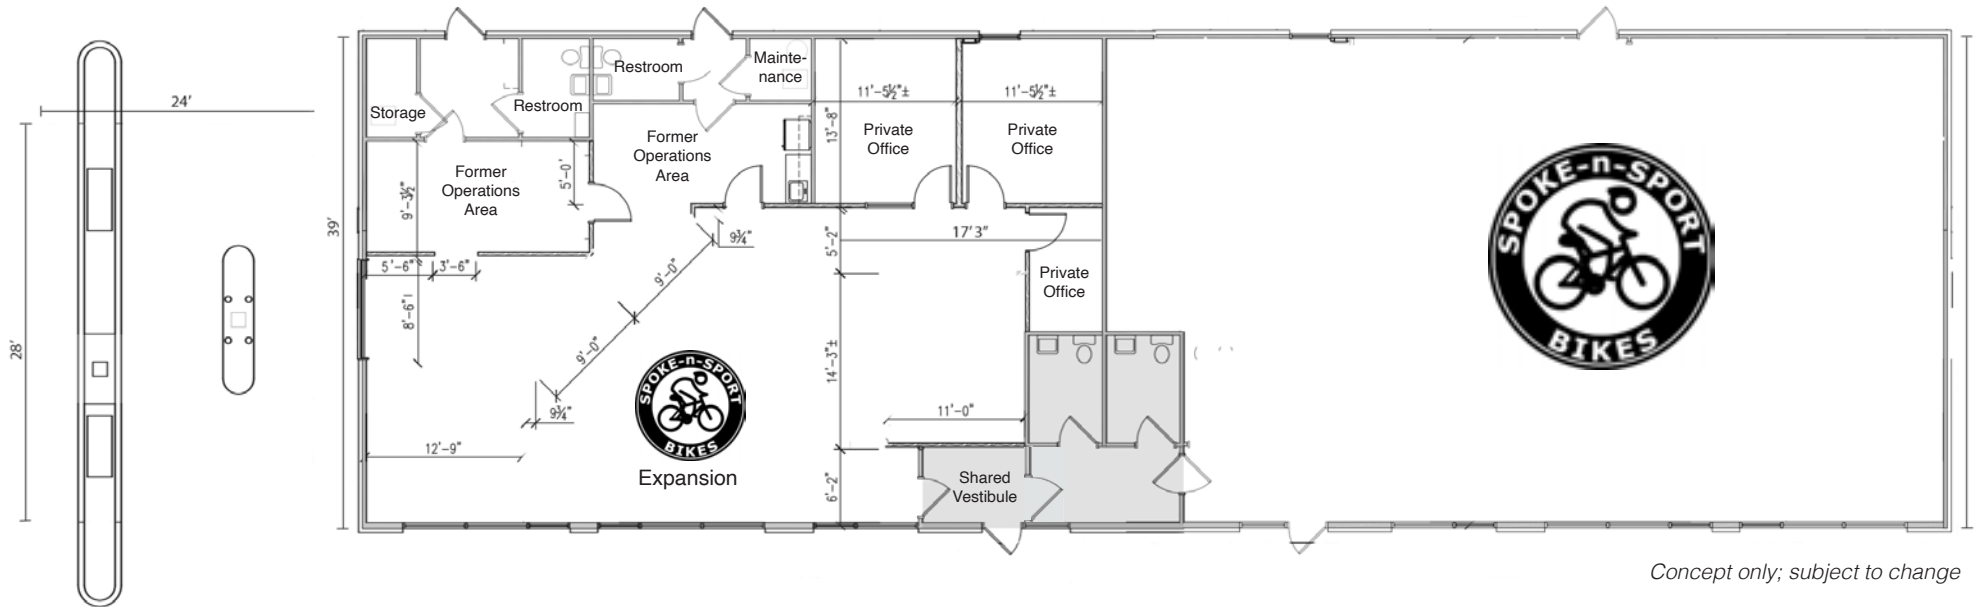 24'
28'
39'
Storage
Restroom
Restroom
Mainte-
nance
Former
Operations
Area
Former
Operations
Area
9'-3½"
5'-0'
5'-6"
3'-6"
8'-6"
9¾"
9'-0"
9'-0"
9¾"
12'-9"
11'-5½"±
11'-5½"±
13'-8"
Private
Office
Private
Office
5'-2"
17'3"
Private
Office
14'-3"±
11'-0"
6'-2"
Shared
Vestibule
SPOKE-n-SPORT
BIKES
Expansion
SPOKE-n-SPORT
BIKES
Concept only; subject to change